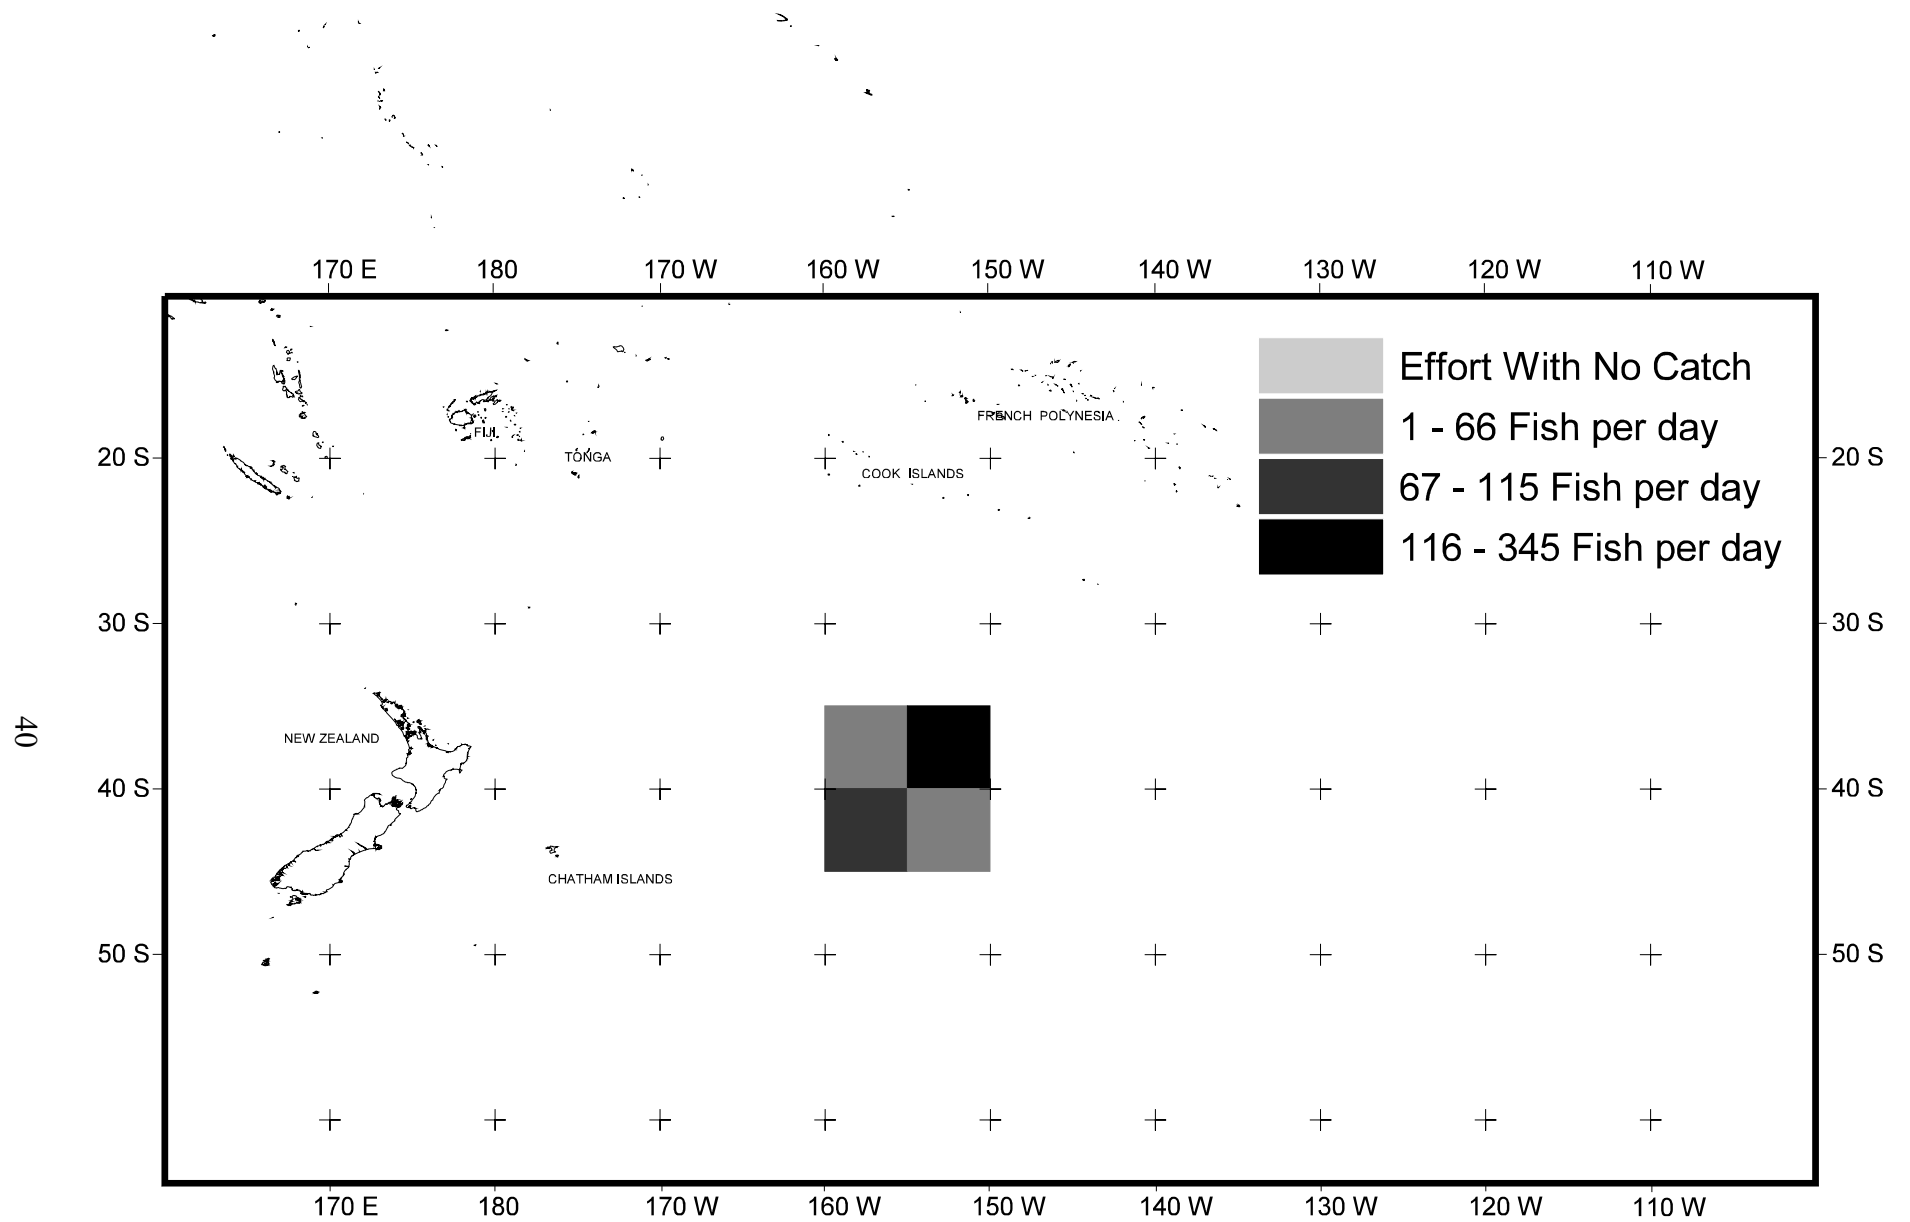 170 E 180 170 W 160 W 150 W 140 W 130 W 120 W 110 W
Effort With No Catch
1 - 66 Fish per day
67 - 115 Fish per day
116 - 345 Fish per day
FRENCH POLYNESIA
FIJI
TONGA
COOK ISLANDS
20 S 20 S
30 S 30 S
NEW ZEALAND
40
40 S 40 S
CHATHAM ISLANDS
50 S 50 S
170 E 180 170 W 160 W 150 W 140 W 130 W 120 W 110 W